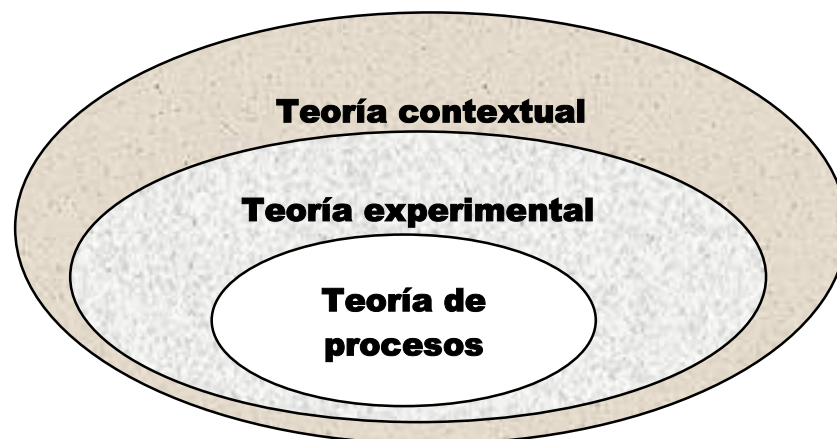 Teoría contextual
Teoría experimental
Teoría de
procesos